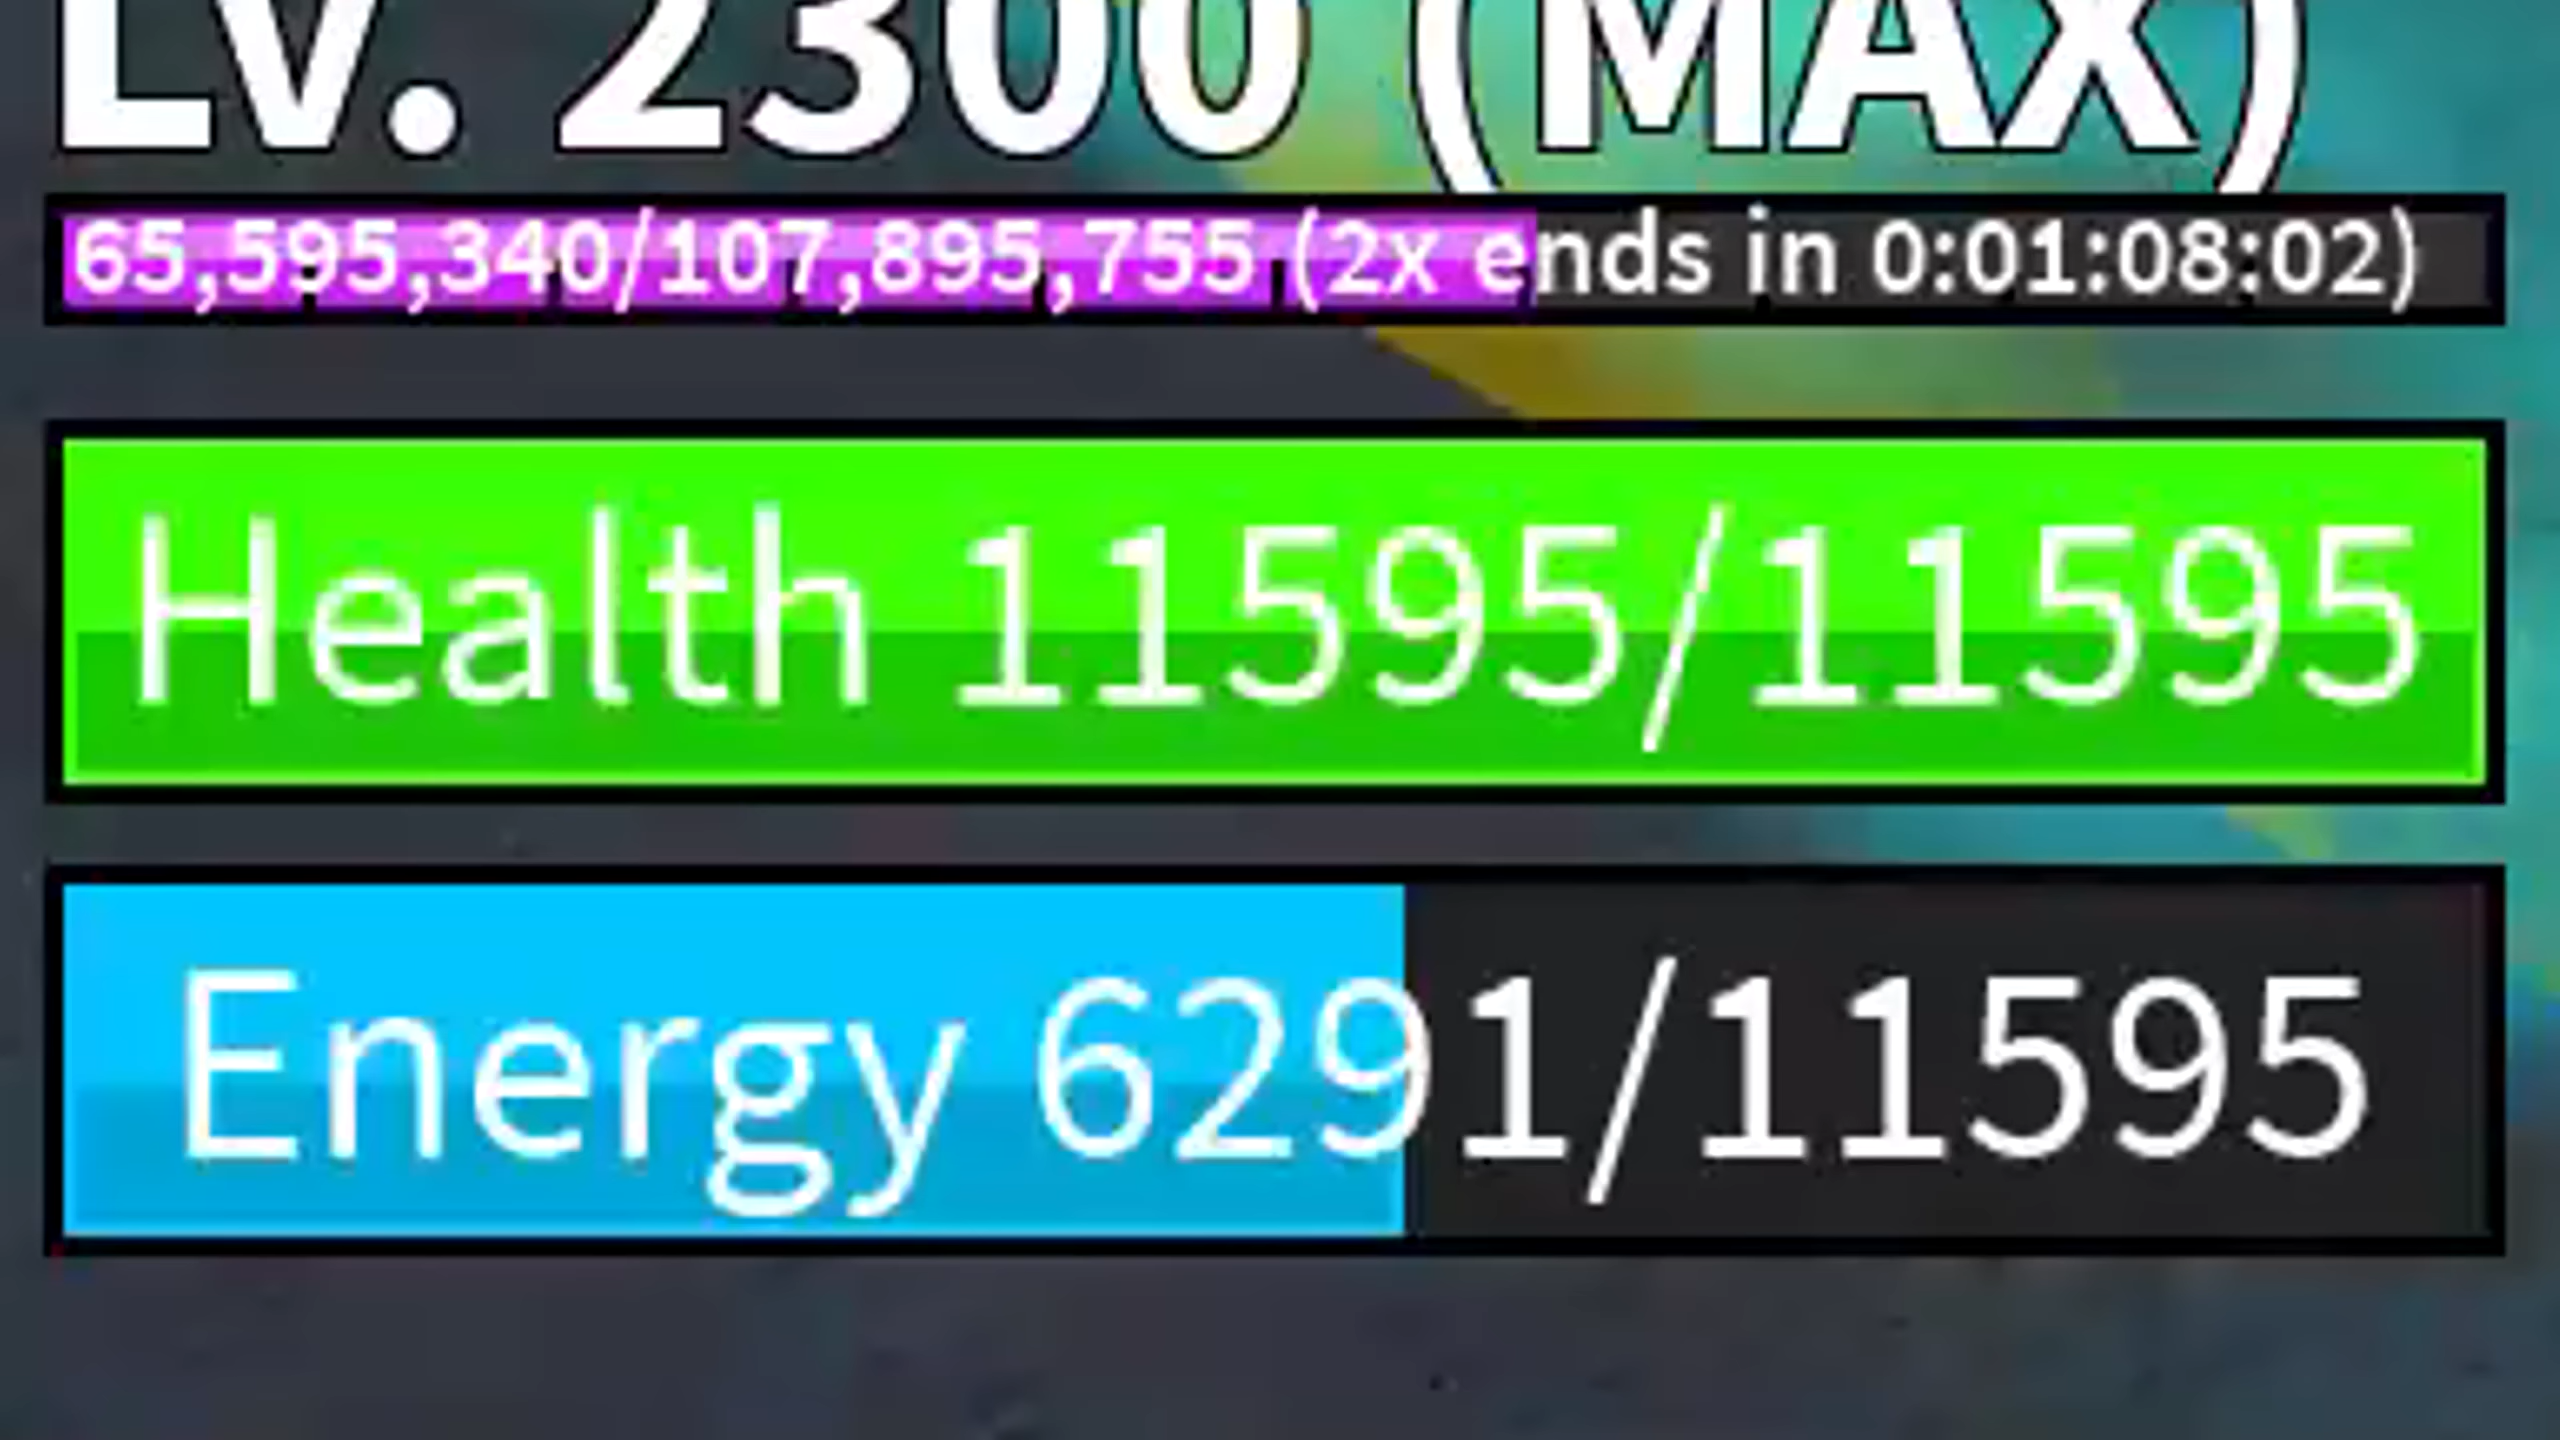 Lv. 2300 (MAX)
65,595,340/107,895,755 (2x ends in 0:01:08:02)
Health 11595/11595
Energy 6291/11595